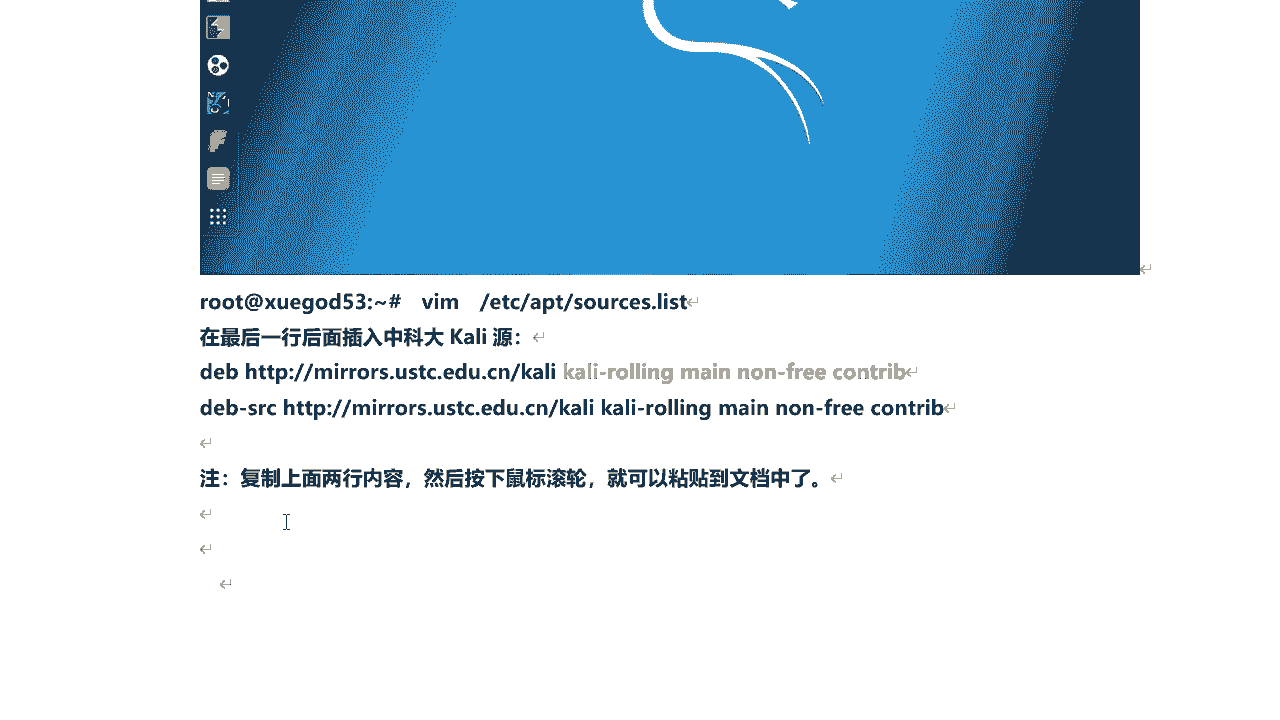 root@xuegod53:~# vim /etc/apt/sources.list
在最后一行后面插入中科大 Kali 源：
deb http://mirrors.ustc.edu.cn/kali kali-rolling main non-free contrib
deb-src http://mirrors.ustc.edu.cn/kali kali-rolling main non-free contrib
注：复制上面两行内容，然后按下鼠标滚轮，就可以粘贴到文档中了。